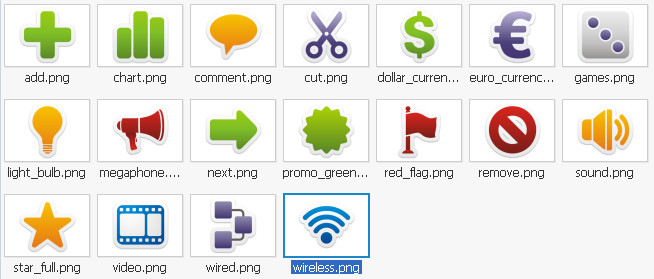 add.png
chart.png
comment.png
cut.png
dollar_curren...
euro_currenc...
games.png
light_bulb.png
megaphone....
next.png
promo_green...
red_flag.png
remove.png
sound.png
star_full.png
video.png
wired.png
wireless.png